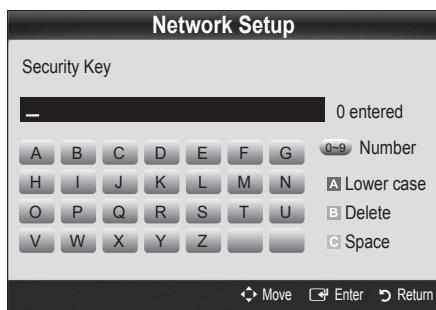 Network Setup
Security Key
_
0 entered
A B C D E F G
0~9 Number
H I J K L M N
A Lower case
O P Q R S T U
B Delete
V W X Y Z
C Space
Move Enter Return